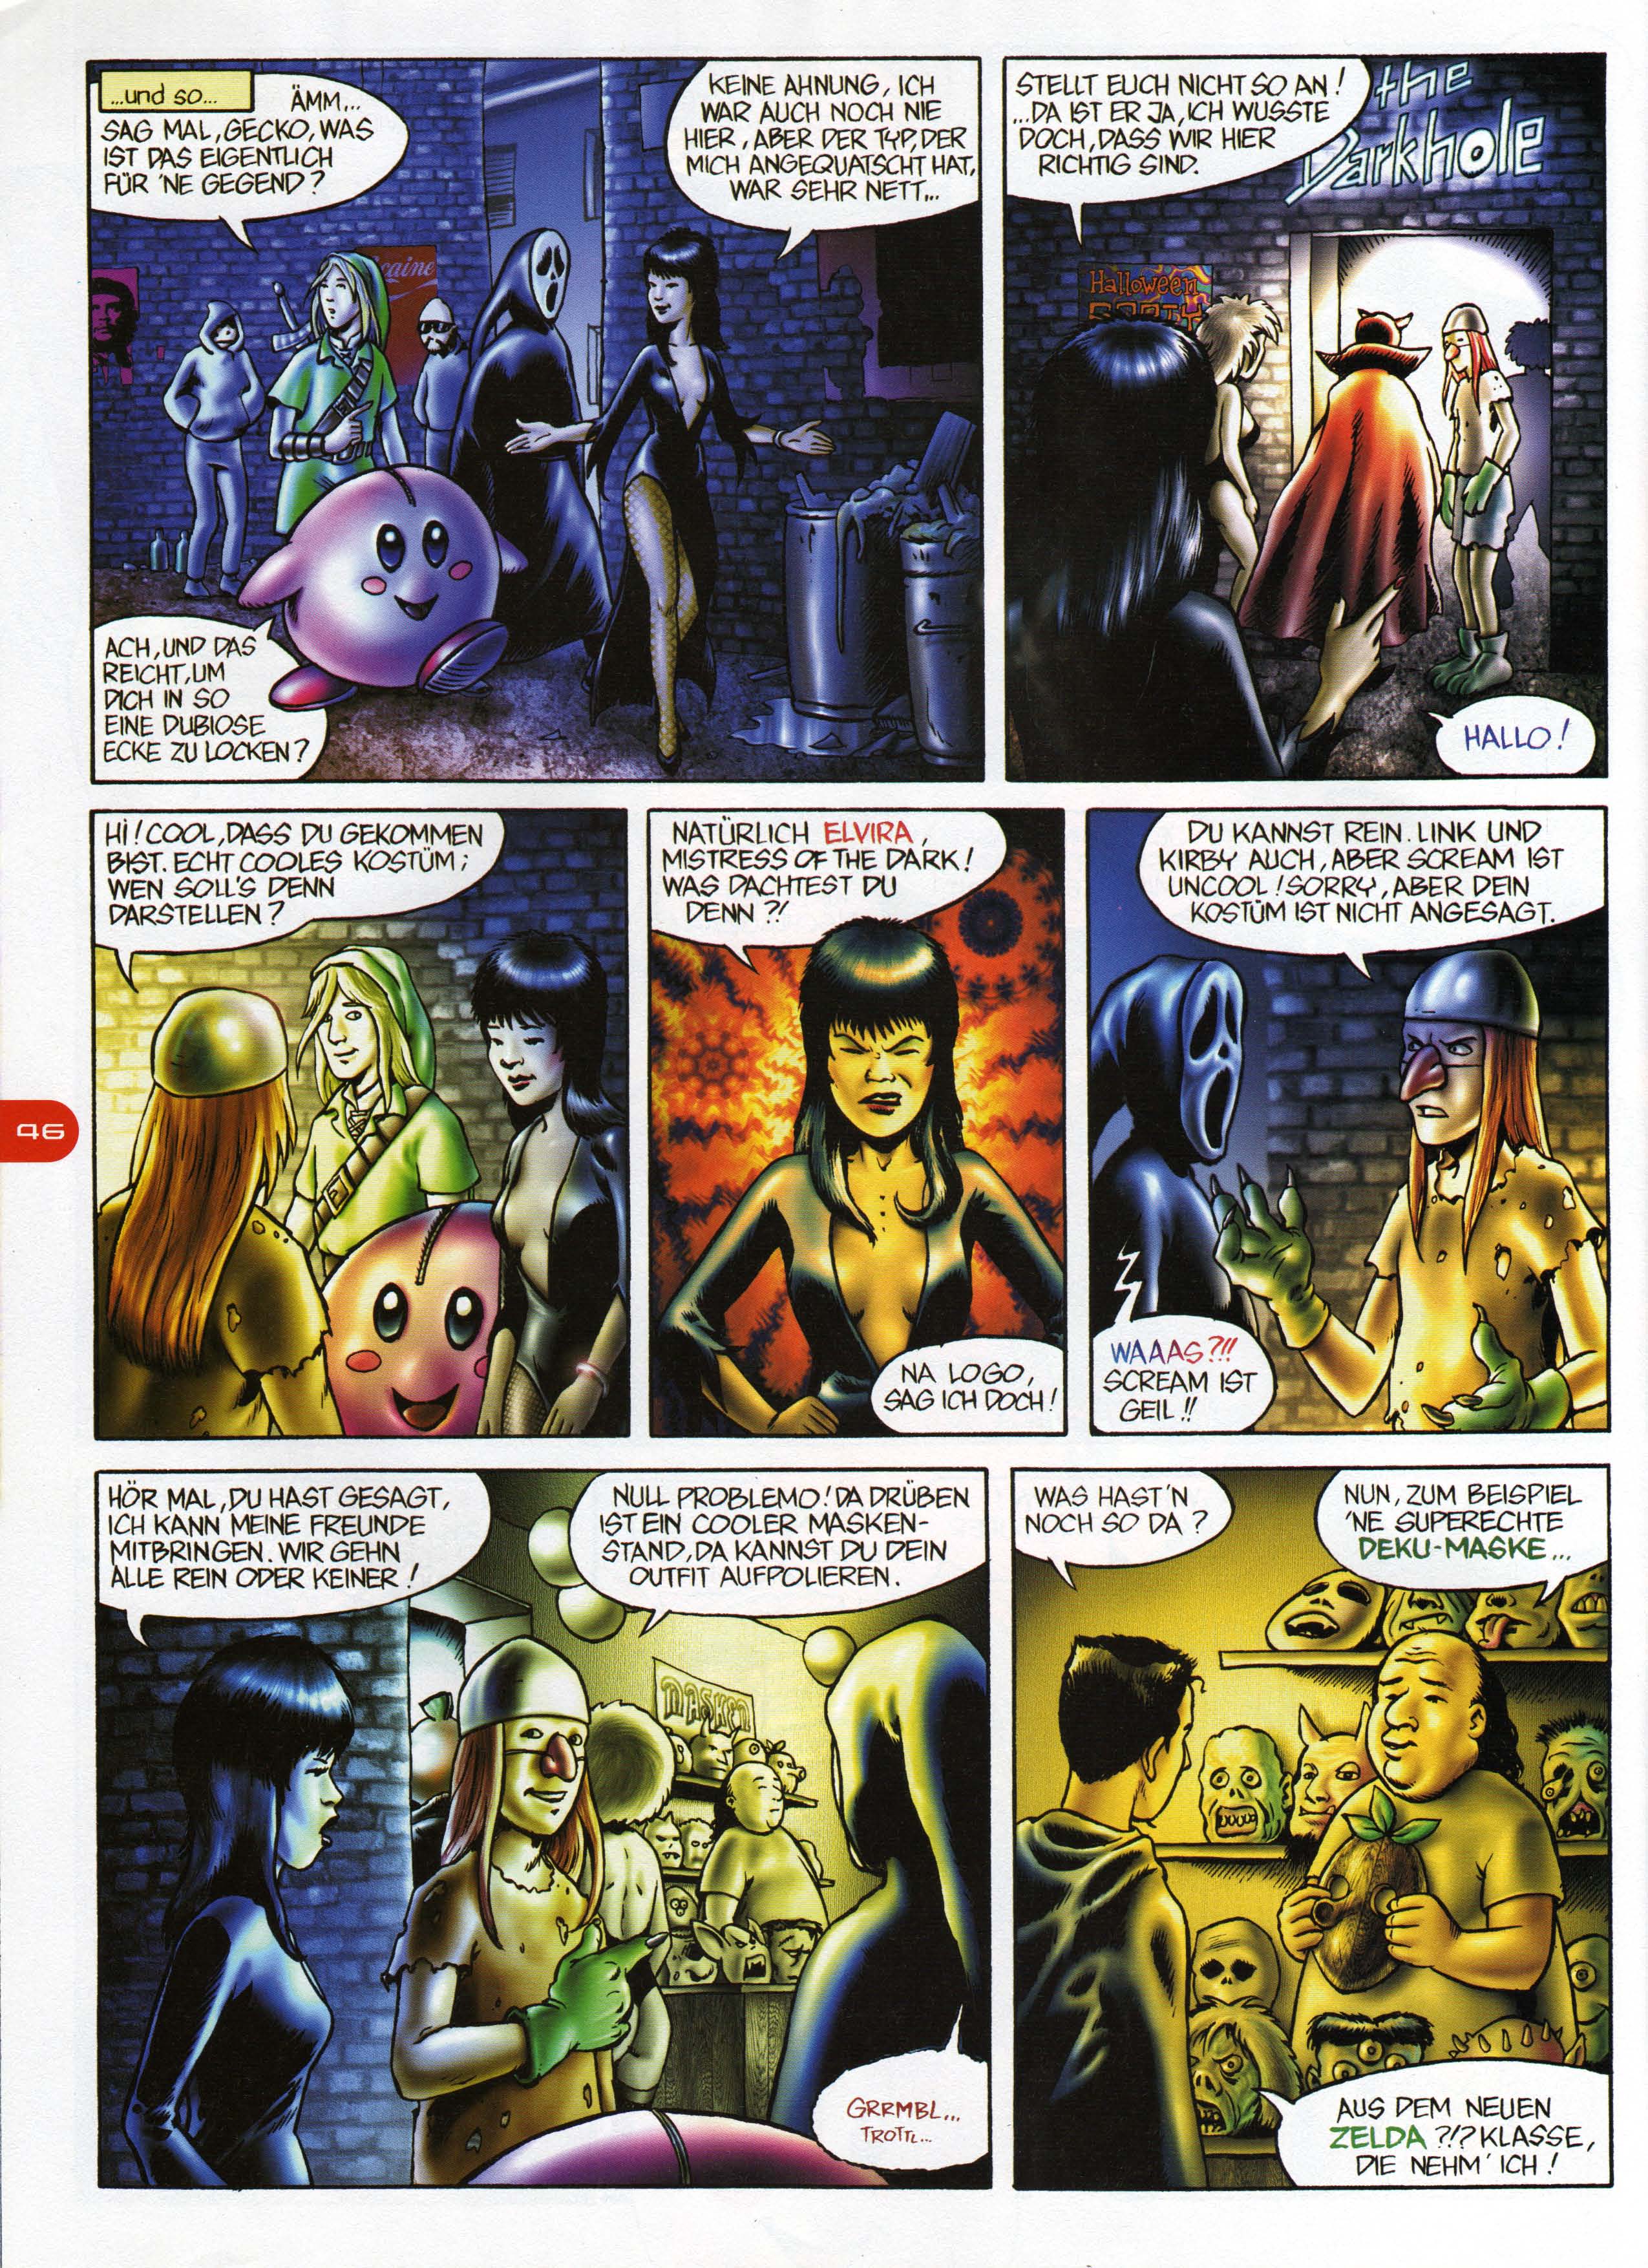 ...und so...
ÄMM...
SAG MAL, GECKO, WAS
IST DAS EIGENTLICH
FÜR 'NE GEGEND?
KEINE AHNUNG, ICH
WAR AUCH NOCH NIE
HIER, ABER DER TYP, DER
MICH ANGEQUATSCHT HAT,
WAR SEHR NETT...
caine
ACH, UND DAS
REICHT, UM
DICH IN SO
EINE DUBIOSE
ECKE ZU LOCKEN?
STELLT EUCH NICHT SO AN!
...DA IST ER JA, ICH WUSSTE
DOCH, DASS WIR HIER
RICHTIG SIND.
the
Darkhole
Halloween
PARTY
HALLO!
HI! COOL, DASS DU GEKOMMEN
BIST. ECHT COOLES KOSTÜM;
WEN SOLL'S DENN
DARSTELLEN?
NATÜRLICH ELVIRA,
MISTRESS OF THE DARK!
WAS DACHTEST DU
DENN?!
NA LOGO,
SAG ICH DOCH!
DU KANNST REIN. LINK UND
KIRBY AUCH, ABER SCREAM IST
UNCOOL! SORRY, ABER DEIN
KOSTÜM IST NICHT ANGESAGT.
WAAAS?!!
SCREAM IST
GEIL!!
46
HÖR MAL, DU HAST GESAGT,
ICH KANN MEINE FREUNDE
MITBRINGEN. WIR GEHN
ALLE REIN ODER KEINER!
NULL PROBLEMO! DA DRÜBEN
IST EIN COOLER MASKEN-
STAND, DA KANNST DU DEIN
OUTFIT AUFPOLIEREN.
MASKEN
GRRMBL...
TROTTL...
WAS HAST'N
NOCH SO DA?
NUN, ZUM BEISPIEL
'NE SUPERECHTE
DEKU-MASKE...
AUS DEM NEUEN
ZELDA?!? KLASSE,
DIE NEHM' ICH!